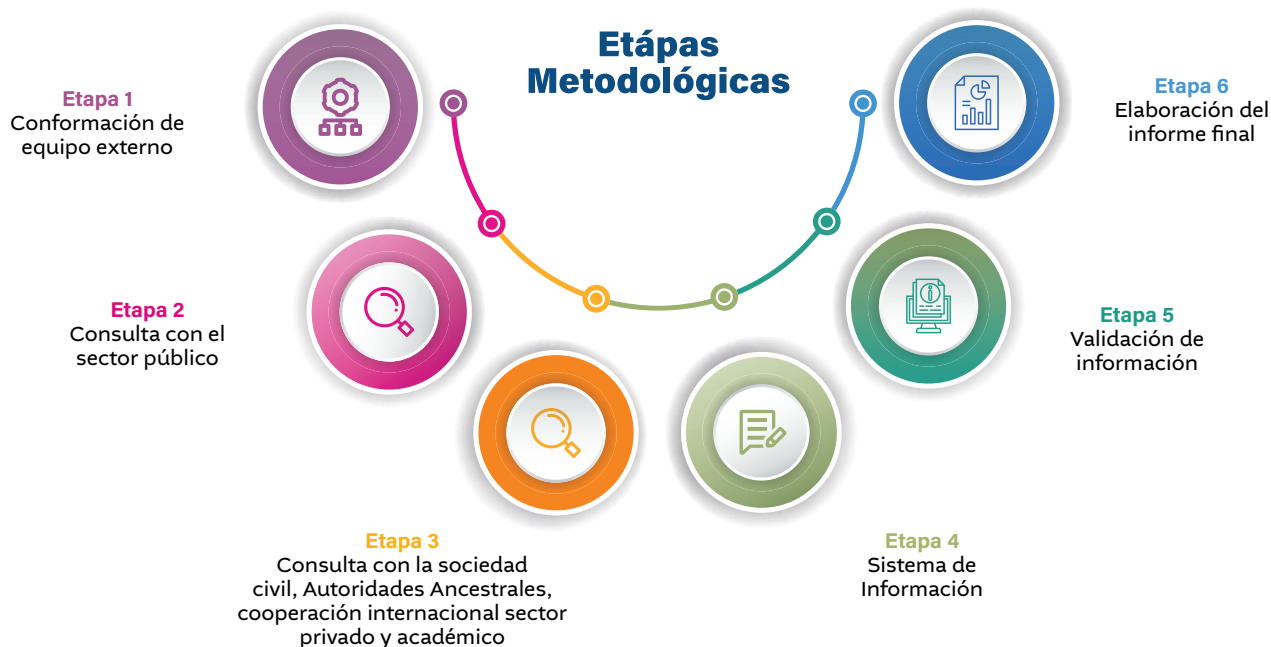 Etápas
Metodológicas
Etapa 1
Conformación de
equipo externo
Etapa 2
Consulta con el
sector público
Etapa 3
Consulta con la sociedad
civil, Autoridades Ancestrales,
cooperación internacional sector
privado y académico
Etapa 4
Sistema de
Información
Etapa 5
Validación de
información
Etapa 6
Elaboración del
informe final